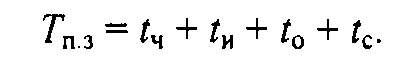 Tп.з = tч + tи + tо + tс.